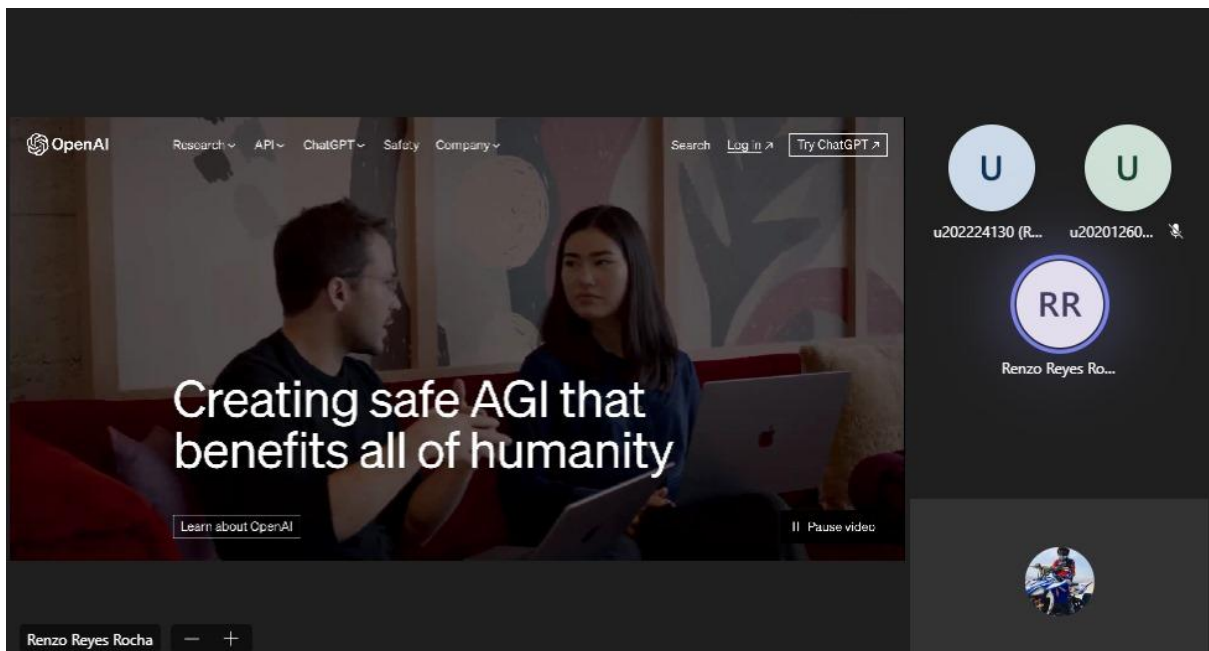 OpenAI
Research API ChatGPT Safety Company
Search Log in Try ChatGPT
Creating safe AGI that
benefits all of humanity
Learn about OpenAI
Pause video
U
U
u202224130 (R...
u20201260...
RR
Renzo Reyes Ro...
Renzo Reyes Rocha